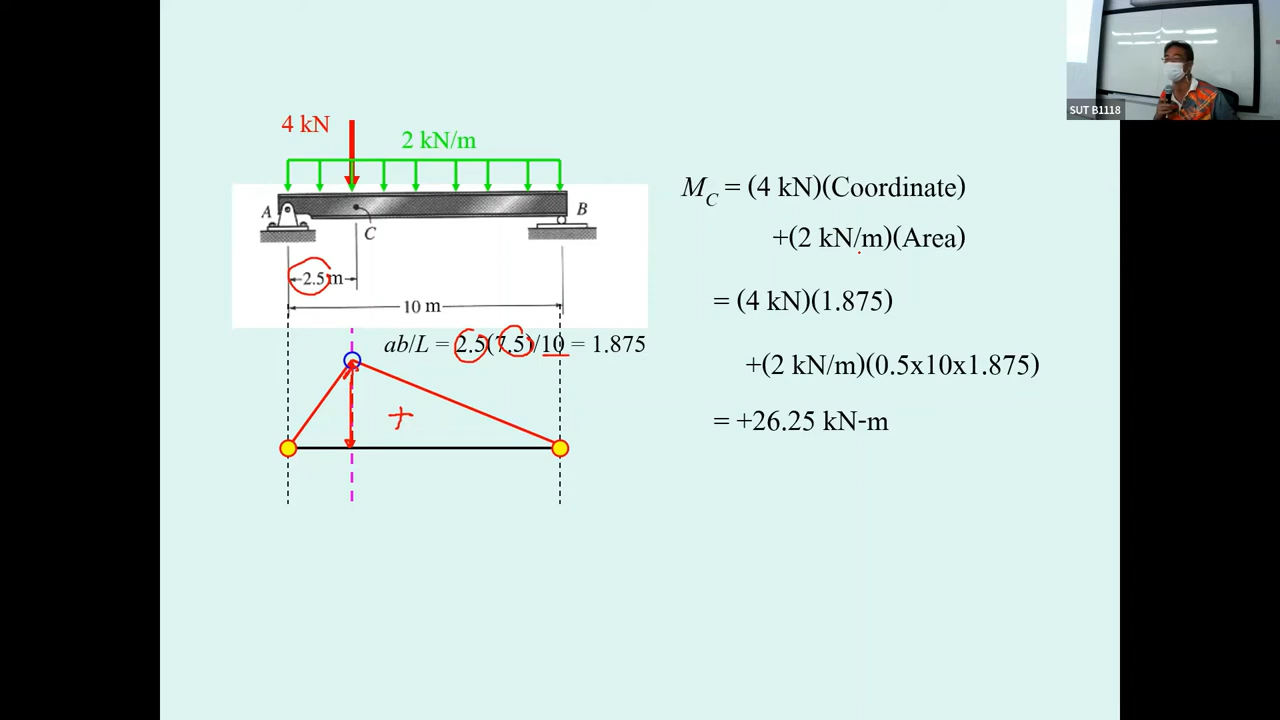 SUT B1118
4 kN
2 kN/m
A
B
C
2.5 m
10 m
ab/L = 2.5(7.5)/10 = 1.875
+
M_C = (4 kN)(Coordinate)
+(2 kN/m)(Area)
= (4 kN)(1.875)
+(2 kN/m)(0.5x10x1.875)
= +26.25 kN-m